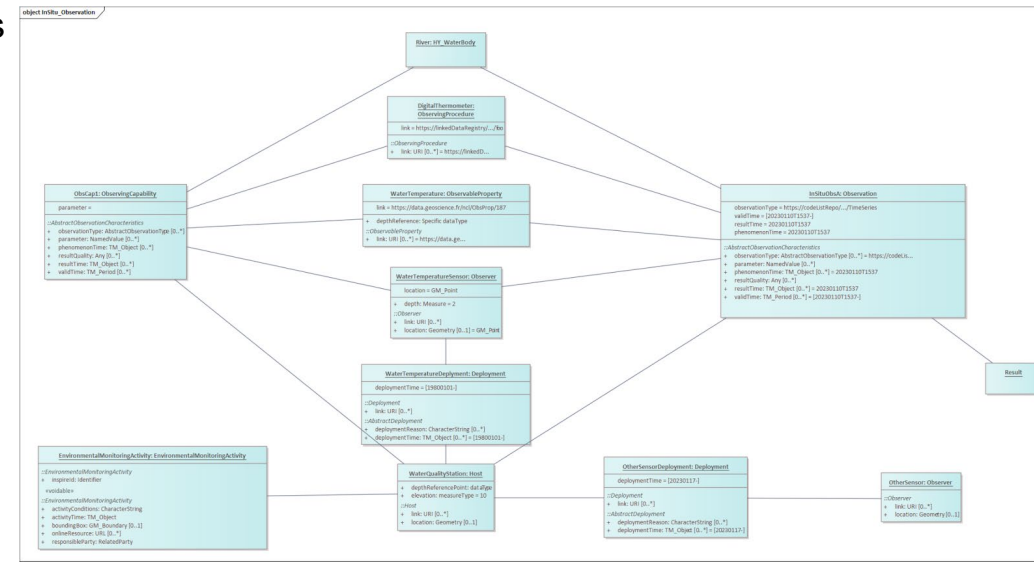 s
object InSitu_Observation
River: HY_WaterBody
DigitalThermometer:
ObservingProcedure
link = https://linkedDataRegistry/.../tro
::ObservingProcedure
+ link: URI [0..*] = https://linkedD...
ObsCap1: ObservingCapability
parameter =
::AbstractObservationCharacteristics
+ observationType: AbstractObservationType [0..*]
+ parameter: NamedValue [0..*]
+ phenomenonTime: TM_Object [0..*]
+ resultQuality: Any [0..*]
+ resultTime: TM_Object [0..*]
+ validTime: TM_Period [0..*]
WaterTemperature: ObservableProperty
link = https://data.geoscience.fr/ncl/ObsProp/187
+ depthReference: Specific dataType
::ObservableProperty
+ link: URI [0..*] = https://data.ge...
InSituObsA: Observation
observationType = https://codeListRepo/.../TimeSeries
validTime = [20230110T1537-]
resultTime = 20230110T1537
phenomenonTime = 20230110T1537
::AbstractObservationCharacteristics
+ observationType: AbstractObservationType [0..*] = https://codeLis...
+ parameter: NamedValue [0..*]
+ phenomenonTime: TM_Object [0..*] = 20230110T1537
+ resultQuality: Any [0..*]
+ resultTime: TM_Object [0..*] = 20230110T1537
+ validTime: TM_Period [0..*] = [20230110T1537-]
WaterTemperatureSensor: Observer
location = GM_Point
+ depth: Measure = 2
::Observer
+ link: URI [0..*]
+ location: Geometry [0..1] = GM_Point
Result
WaterTemperatureDeplyment: Deployment
deploymentTime = [19800101-]
::Deployment
+ link: URI [0..*]
::AbstractDeployment
+ deploymentReason: CharacterString [0..*]
+ deploymentTime: TM_Object [0..*] = [19800101-]
EnvironmentalMonitoringActivity: EnvironmentalMonitoringActivity
::EnvironmentalMonitoringActivity
+ inspireId: identifier
«voidable»
::EnvironmentalMonitoringActivity
+ activityConditions: CharacterString
+ activityTime: TM_Object
+ boundingBox: GM_Boundary [0..1]
+ onlineResource: URL [0..*]
+ responsibleParty: RelatedParty
WaterQualityStation: Host
+ depthReferencePoint: dataType
+ elevation: measureType = 10
::Host
+ link: URI [0..*]
+ location: Geometry [0..1]
OtherSensorDeployment: Deployment
deploymentTime = [20230117-]
::Deployment
+ link: URI [0..*]
::AbstractDeployment
+ deploymentReason: CharacterString [0..*]
+ deploymentTime: TM_Object [0..*] = [20230117-]
OtherSensor: Observer
::Observer
+ link: URI [0..*]
+ location: Geometry [0..1]